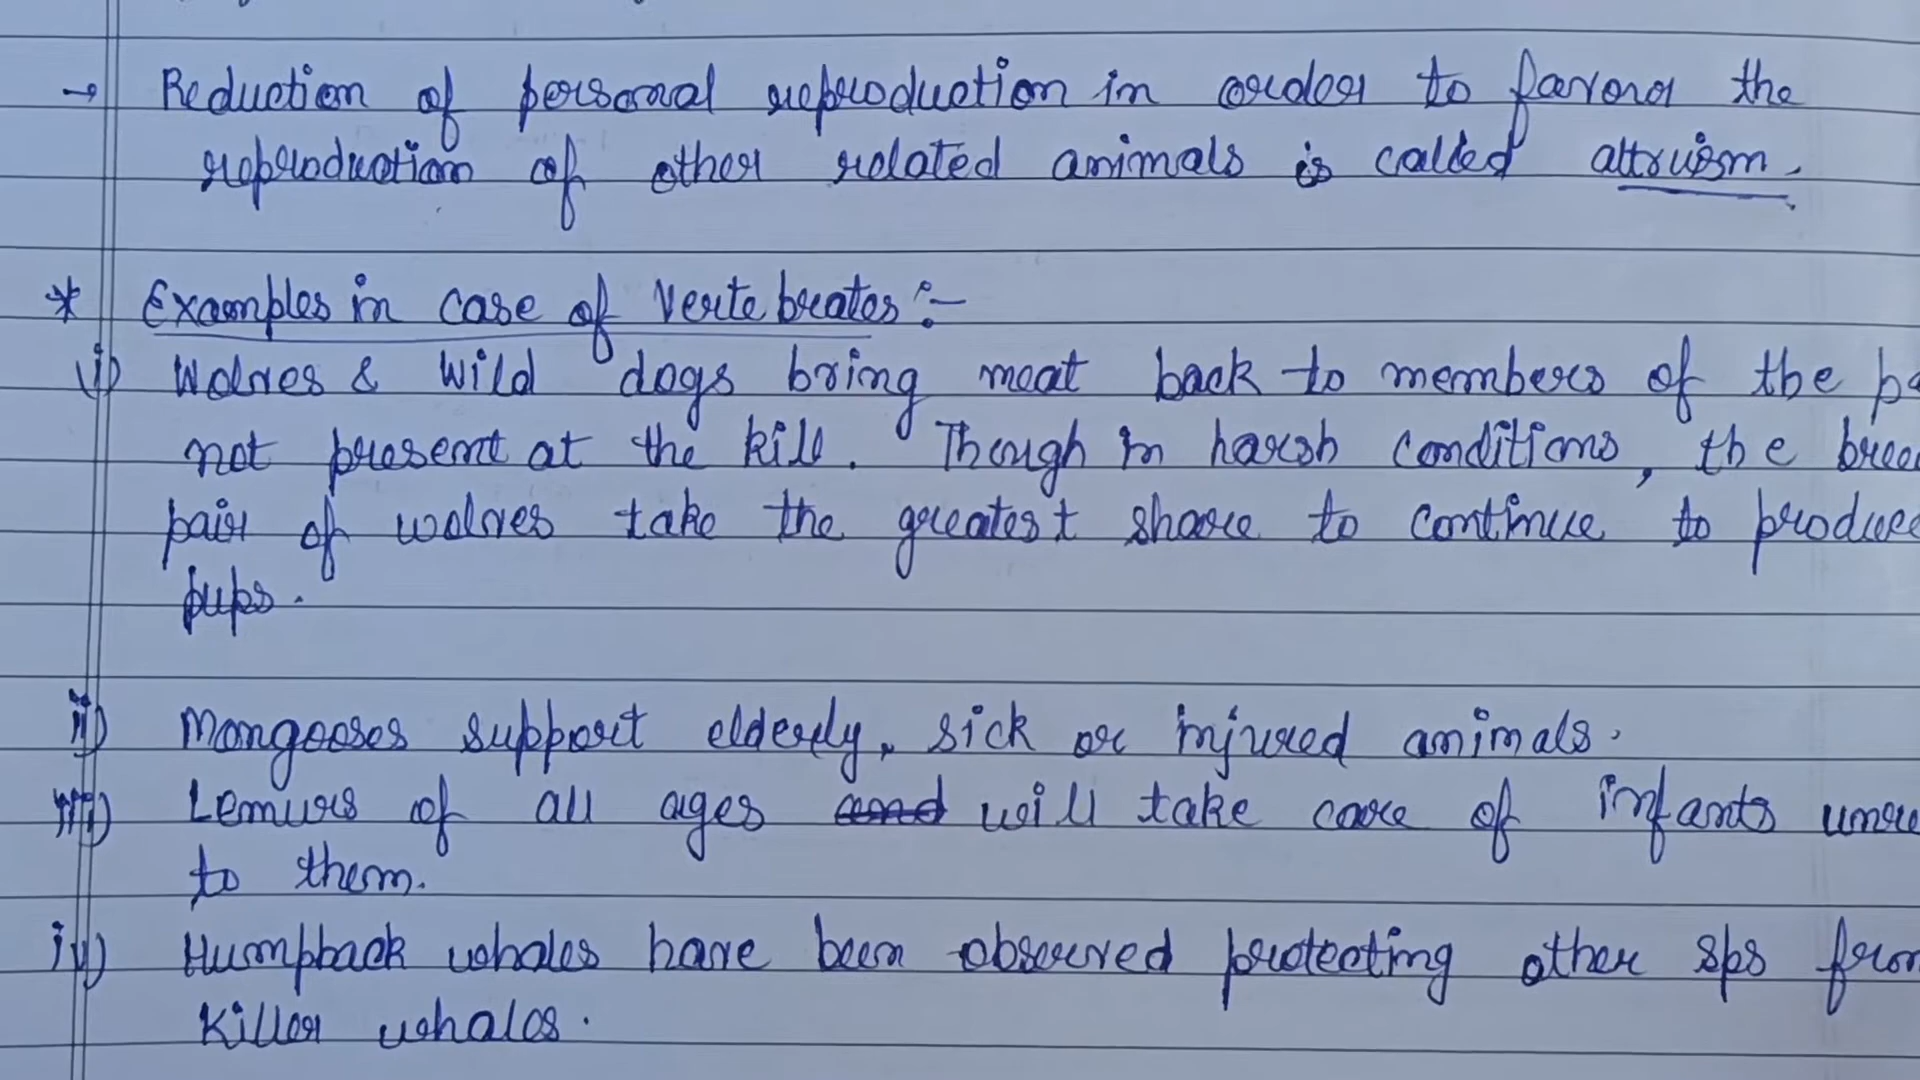 → Reduction of personal reproduction in order to favour the
reproduction of other related animals is called altruism.
* Examples in case of Vertebrates :-
i) Wolves & Wild dogs bring meat back to members of the
not present at the kill. Though in harsh conditions, the
pair of wolves take the greatest share to continue to produce
pups.
ii) Mongooses support elderly, sick or injured animals.
iii) Lemurs of all ages and will take care of infants
to them.
iv) Humpback whales have been observed protecting other sps from
Killer whales.